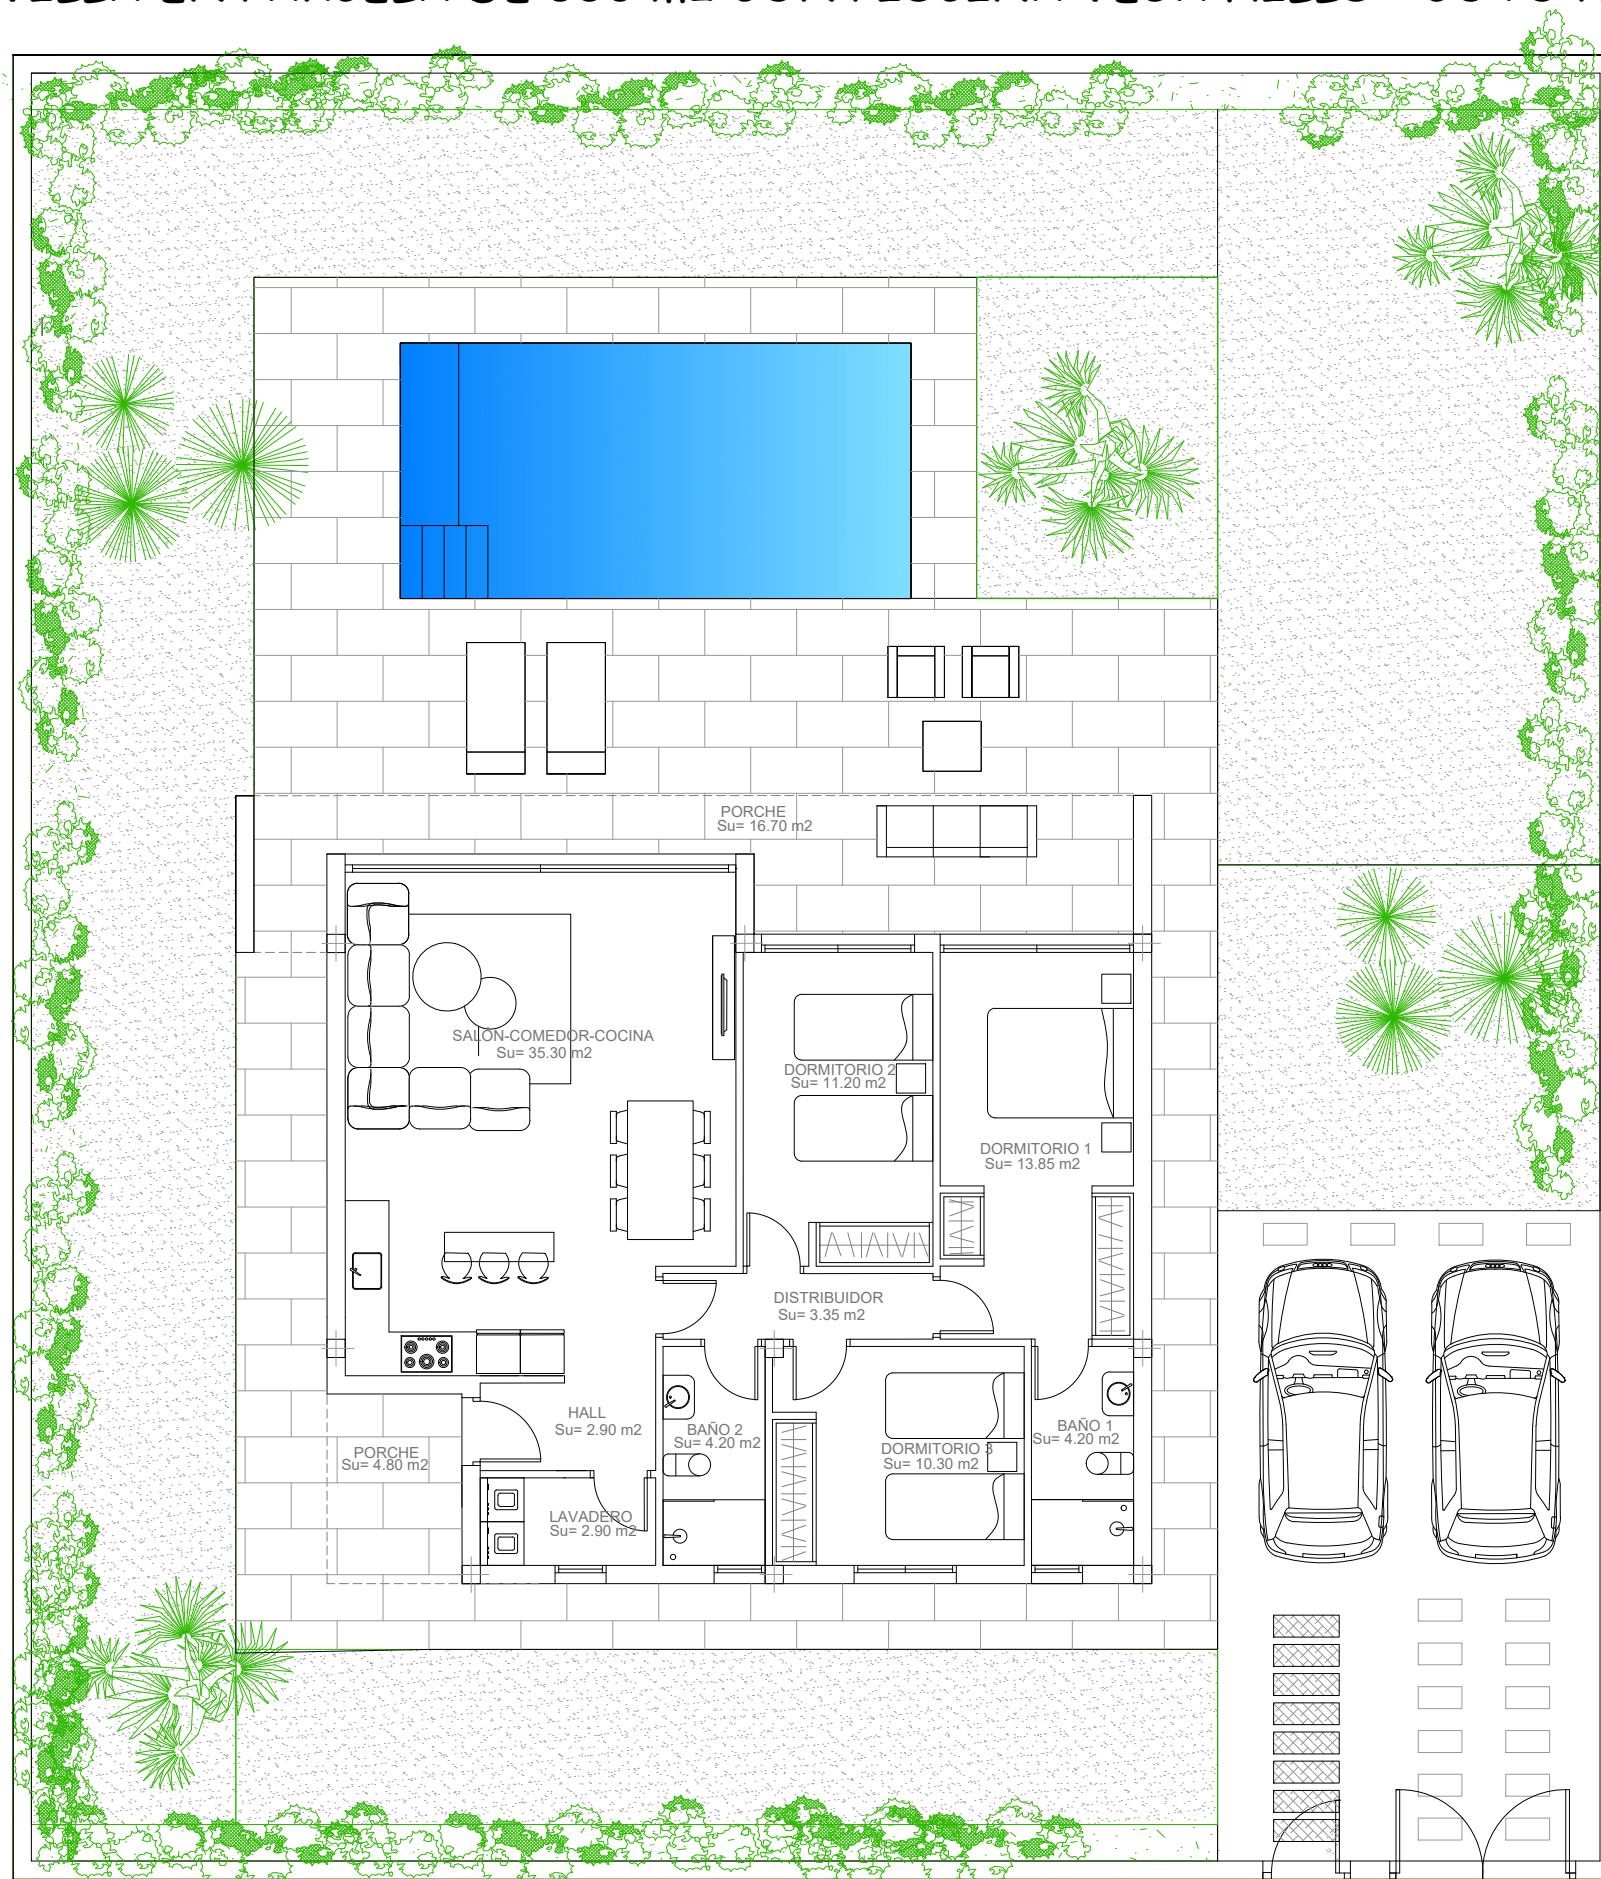 PORCHE
Su= 16.70 m2
SALÓN-COMEDOR-COCINA
Su= 35.30 m2
DORMITORIO 2
Su= 11.20 m2
DORMITORIO 1
Su= 13.85 m2
DISTRIBUIDOR
Su= 3.35 m2
HALL
Su= 2.90 m2
BAÑO 2
Su= 4.20 m2
BAÑO 1
Su= 4.20 m2
DORMITORIO 3
Su= 10.30 m2
PORCHE
Su= 4.80 m2
LAVADERO
Su= 2.90 m2